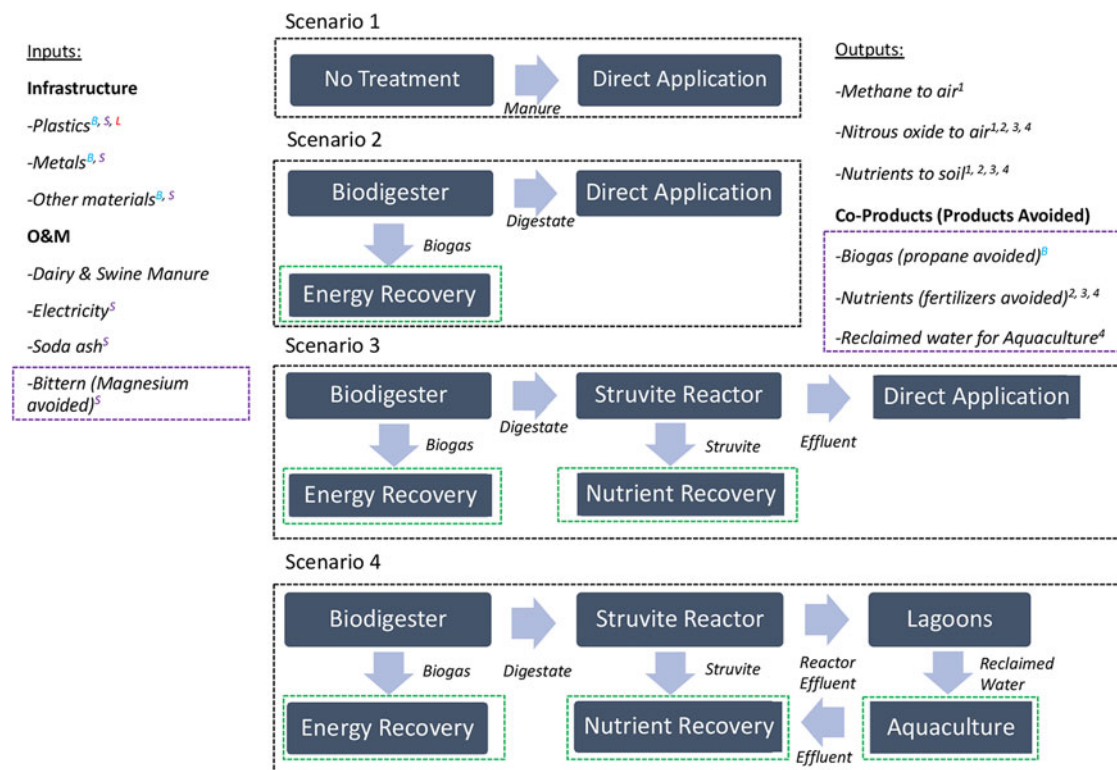 Inputs:
Infrastructure
-Plastics^B, S, L
-Metals^B, S
-Other materials^B, S
O&M
-Dairy & Swine Manure
-Electricity^S
-Soda ash^S
-Bittern (Magnesium
avoided)^S
Scenario 1
No Treatment
Manure
Direct Application
Scenario 2
Biodigester
Digestate
Direct Application
Biogas
Energy Recovery
Scenario 3
Biodigester
Digestate
Struvite Reactor
Effluent
Direct Application
Biogas
Struvite
Energy Recovery
Nutrient Recovery
Scenario 4
Biodigester
Digestate
Struvite Reactor
Reactor
Effluent
Lagoons
Biogas
Struvite
Reclaimed
Water
Energy Recovery
Nutrient Recovery
Effluent
Aquaculture
Outputs:
-Methane to air^1
-Nitrous oxide to air^1,2, 3, 4
-Nutrients to soil^1, 2, 3, 4
Co-Products (Products Avoided)
-Biogas (propane avoided)^B
-Nutrients (fertilizers avoided)^2, 3, 4
-Reclaimed water for Aquaculture^4